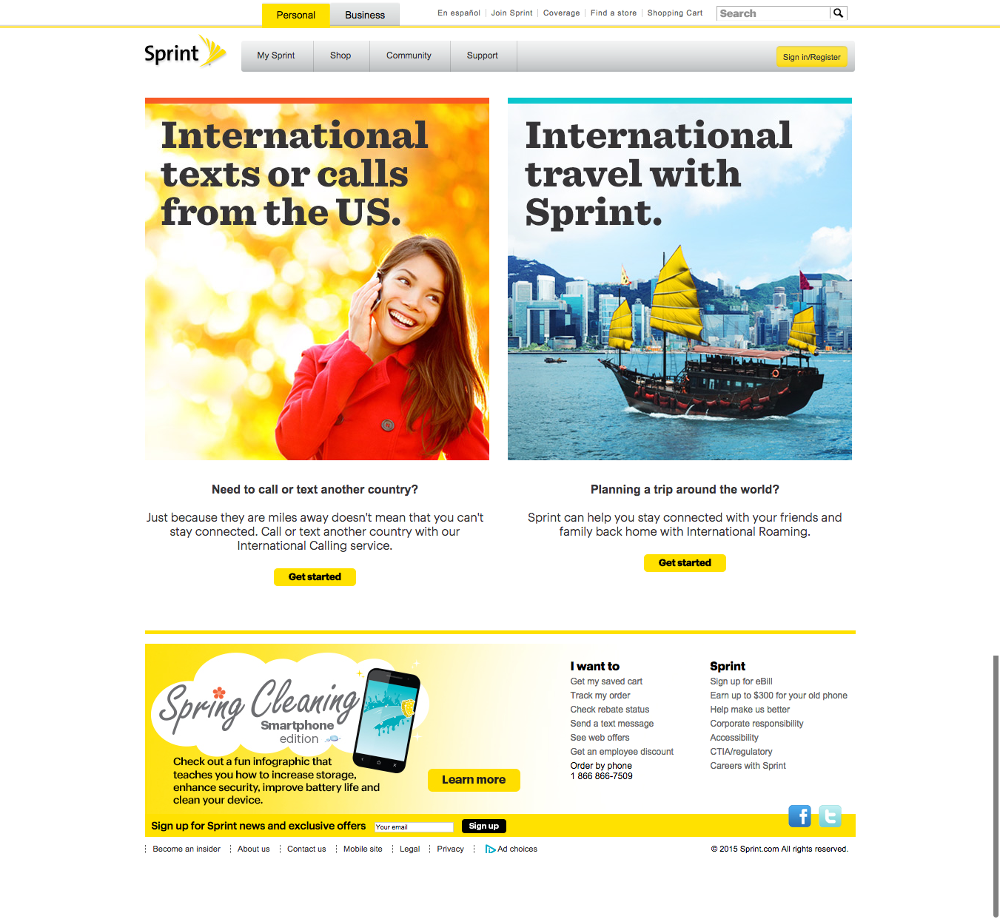 Personal
Business
En español
Join Sprint
Coverage
Find a store
Shopping Cart
Search
Sprint
My Sprint
Shop
Community
Support
Sign in/Register
International
texts or calls
from the US.
International
travel with
Sprint.
Need to call or text another country?
Just because they are miles away doesn't mean that you can't
stay connected. Call or text another country with our
International Calling service.
Get started
Planning a trip around the world?
Sprint can help you stay connected with your friends and
family back home with International Roaming.
Get started
Spring Cleaning
Smartphone
edition
Check out a fun infographic that
teaches you how to increase storage,
enhance security, improve battery life and
clean your device.
Learn more
I want to
Get my saved cart
Track my order
Check rebate status
Send a text message
See web offers
Get an employee discount
Order by phone
1 866 866-7509
Sprint
Sign up for eBill
Earn up to $300 for your old phone
Help make us better
Corporate responsibility
Accessibility
CTIA/regulatory
Careers with Sprint
Sign up for Sprint news and exclusive offers
Your email
Sign up
Become an insider
About us
Contact us
Mobile site
Legal
Privacy
Ad choices
© 2015 Sprint.com All rights reserved.